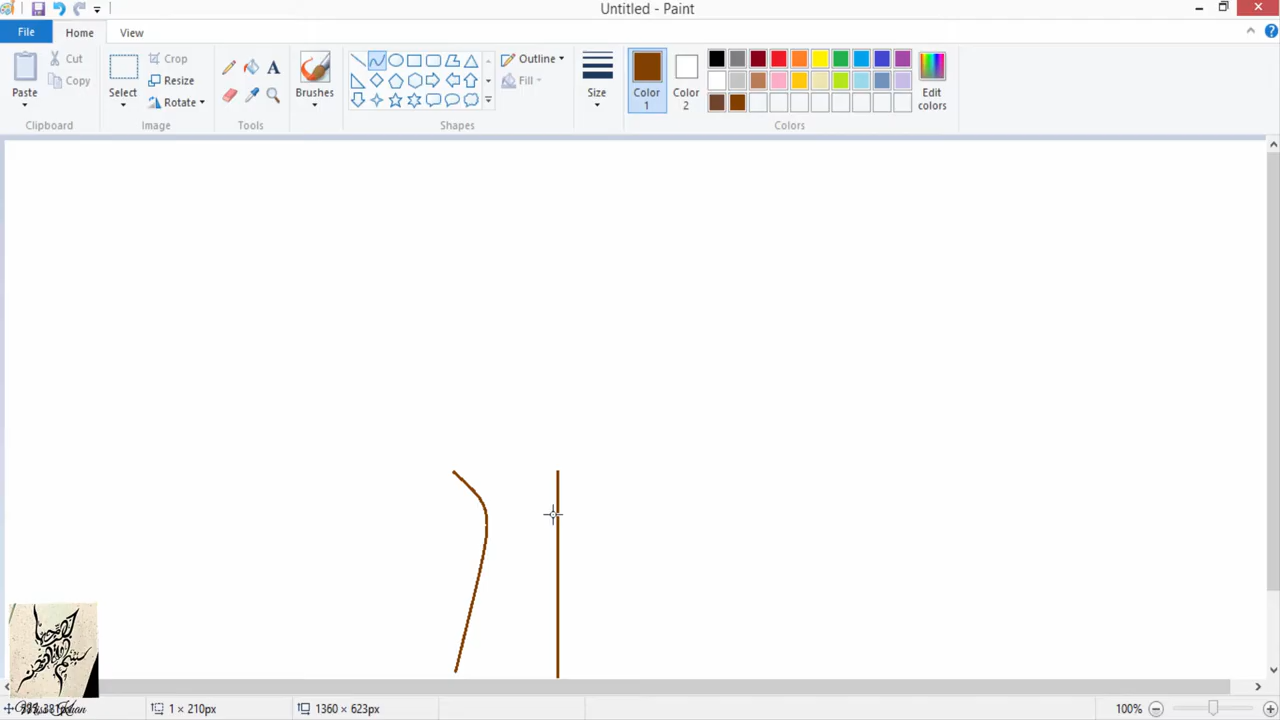 Untitled - Paint
File
Home
View
Paste
Cut
Copy
Clipboard
Select
Crop
Resize
Rotate
Image
Tools
Brushes
Outline
Fill
Shapes
Size
Color 1
Color 2
Edit colors
Colors
1 × 210px
1360 × 623px
100%